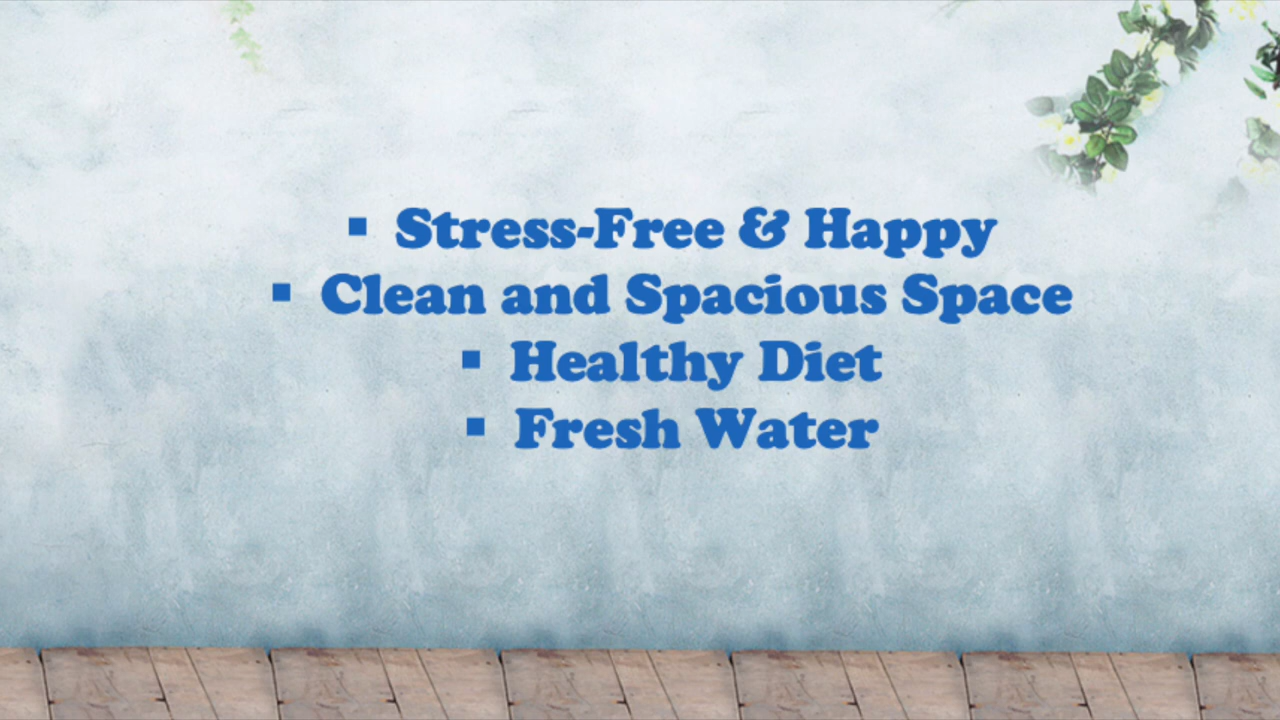 ▪ Stress-Free & Happy
▪ Clean and Spacious Space
▪ Healthy Diet
▪ Fresh Water